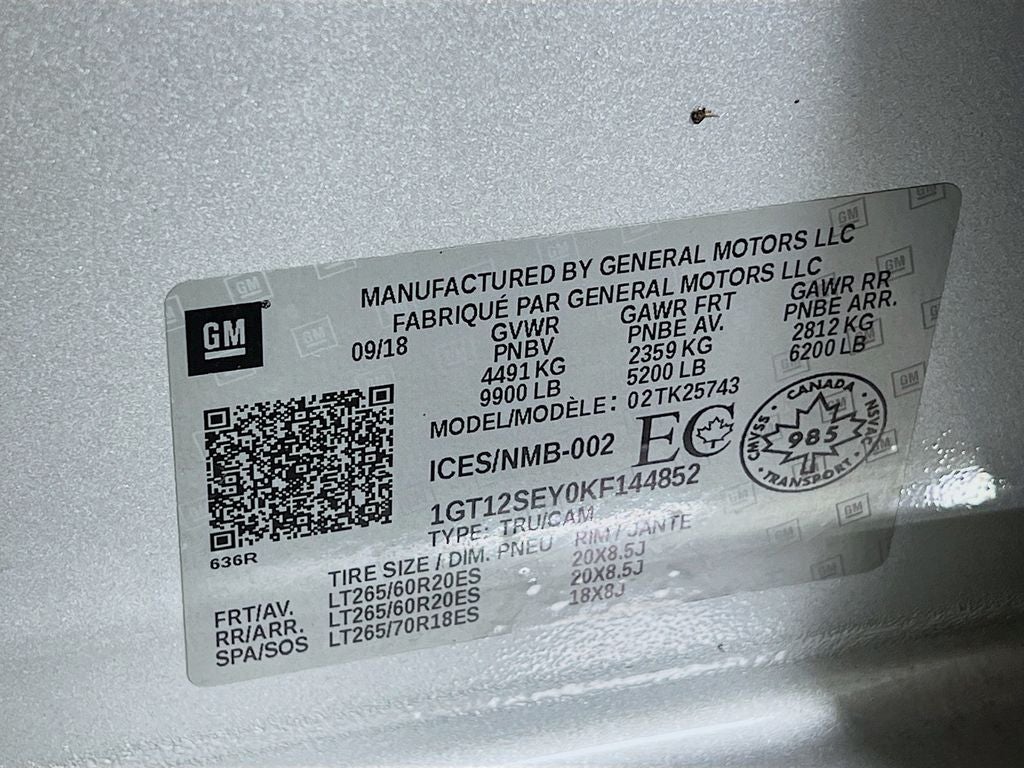 MANUFACTURED BY GENERAL MOTORS LLC
FABRIQUÉ PAR GENERAL MOTORS LLC
GM
09/18
GVWR GAWR FRT GAWR RR
PNBV PNBE AV. PNBE ARR.
4491 KG 2359 KG 2812 KG
9900 LB 5200 LB 6200 LB
MODEL/MODÈLE: 02TK25743
ICES/NMB-002 EC
CANADA
CMVSS 985 NSVAC
TRANSPORT
1GT12SEY0KF144852
TYPE: TRU/CAM
636R
TIRE SIZE / DIM. PNEU RIM / JANTE
FRT/AV. LT265/60R20ES 20X8.5J
RR/ARR. LT265/60R20ES 20X8.5J
SPA/SOS LT265/70R18ES 18X8J